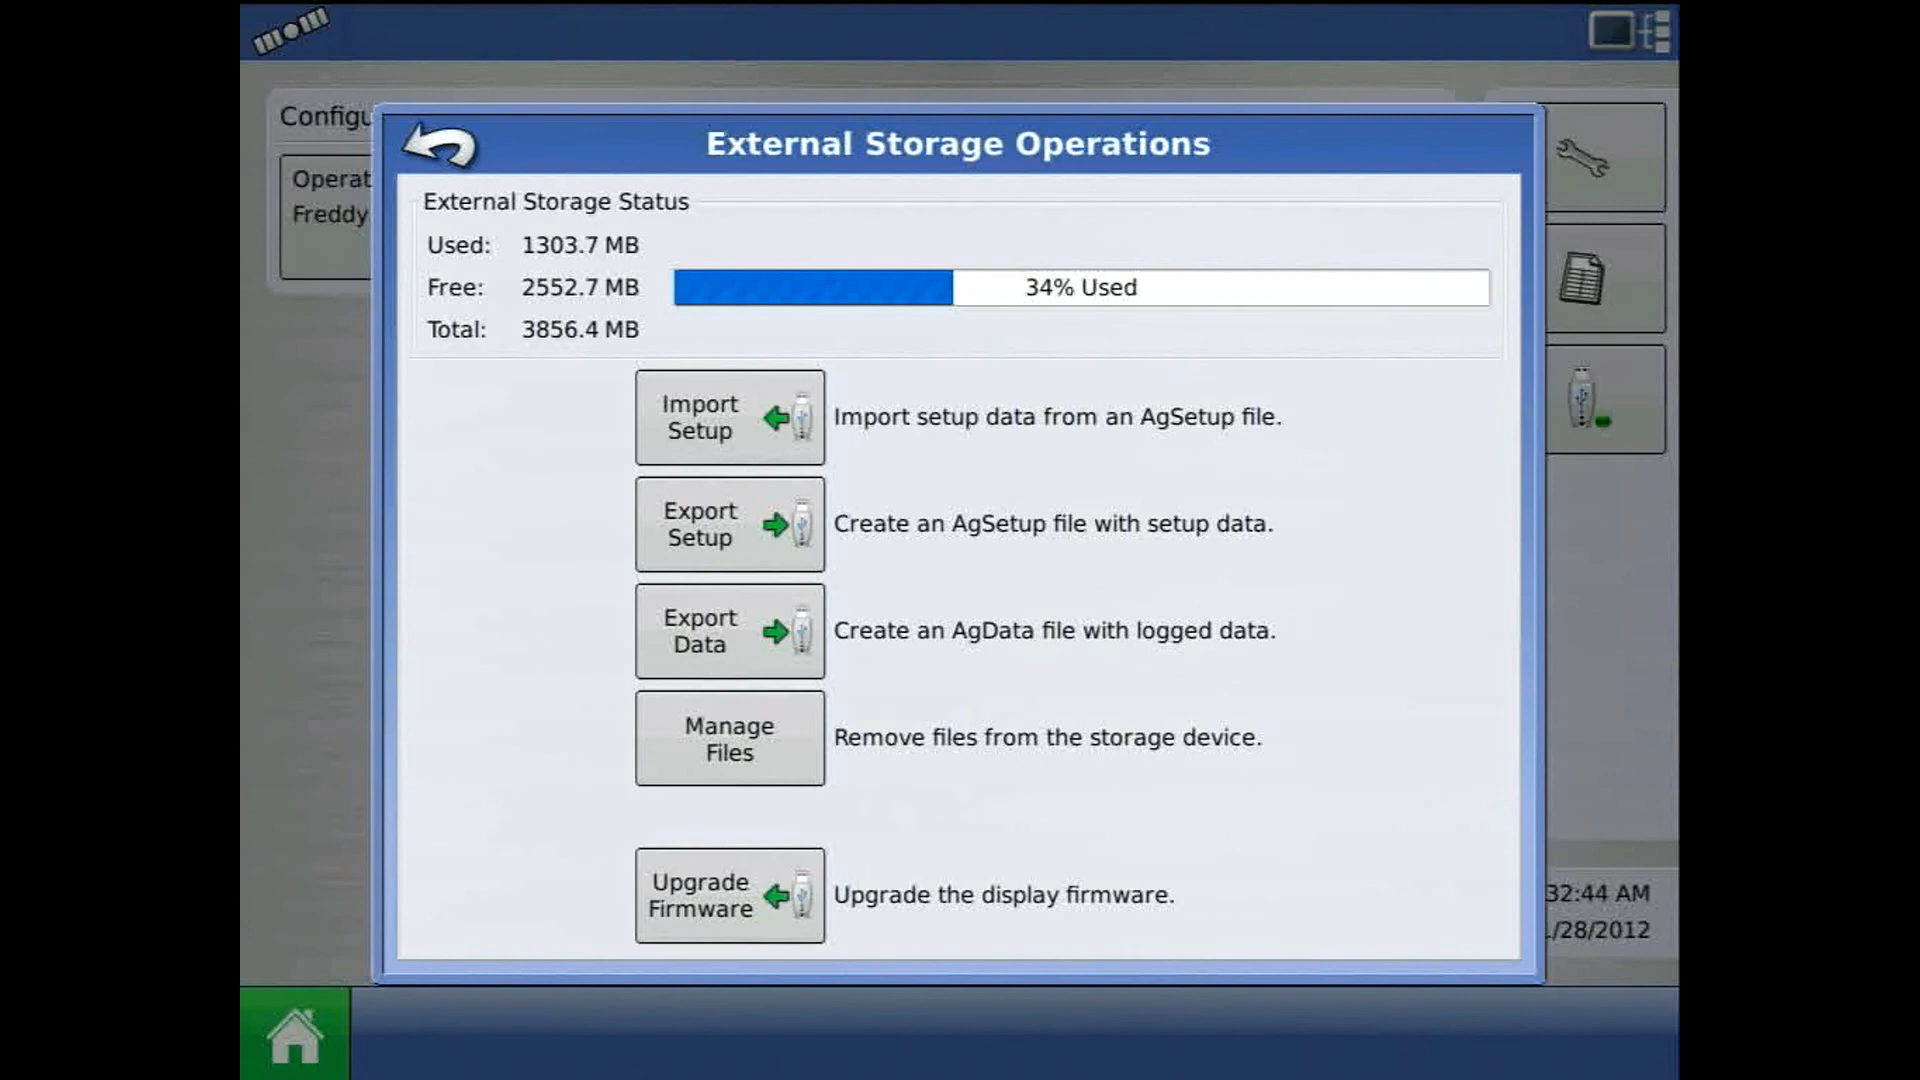 Configu
Operat
Freddy
External Storage Operations
External Storage Status
Used: 1303.7 MB
Free: 2552.7 MB
34% Used
Total: 3856.4 MB
Import
Setup
Import setup data from an AgSetup file.
Export
Setup
Create an AgSetup file with setup data.
Export
Data
Create an AgData file with logged data.
Manage
Files
Remove files from the storage device.
Upgrade
Firmware
Upgrade the display firmware.
32:44 AM
/28/2012